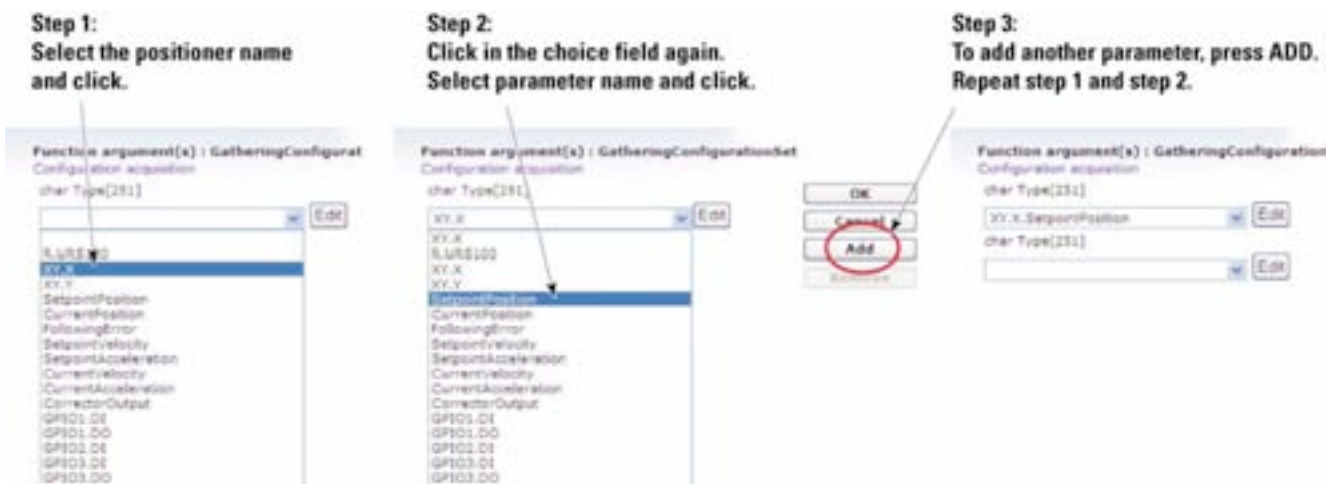 Step 1:
Select the positioner name
and click.
Step 2:
Click in the choice field again.
Select parameter name and click.
Step 3:
To add another parameter, press ADD.
Repeat step 1 and step 2.
Function argument(s) : GatheringConfigurat
Configuration acquisition
char Type[251]
Edit
XY.X
XY.Y
SetpointPosition
CurrentPosition
FollowingError
SetpointVelocity
SetpointAcceleration
CurrentVelocity
CurrentAcceleration
CorrectorOutput
GPIO1.DI
GPIO1.DO
GPIO2.DI
GPIO3.DI
GPIO3.DO
Function argument(s) : GatheringConfigurationSet
Configuration acquisition
char Type[251]
XY.X Edit
XY.X
XY.X
XY.Y
SetpointPosition
CurrentPosition
FollowingError
SetpointVelocity
SetpointAcceleration
CurrentVelocity
CurrentAcceleration
CorrectorOutput
GPIO1.DI
GPIO1.DO
GPIO2.DI
GPIO3.DI
GPIO3.DO
OK
Cancel
Add
Function argument(s) : GatheringConfiguration
Configuration acquisition
char Type[251]
XY.X.SetpointPosition Edit
char Type[251]
Edit